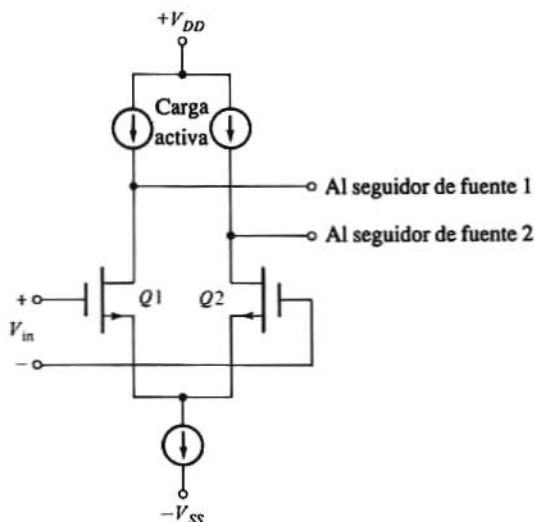 +V_DD
Carga
activa
Al seguidor de fuente 1
Al seguidor de fuente 2
+
Q1
Q2
V_in
−
−V_SS